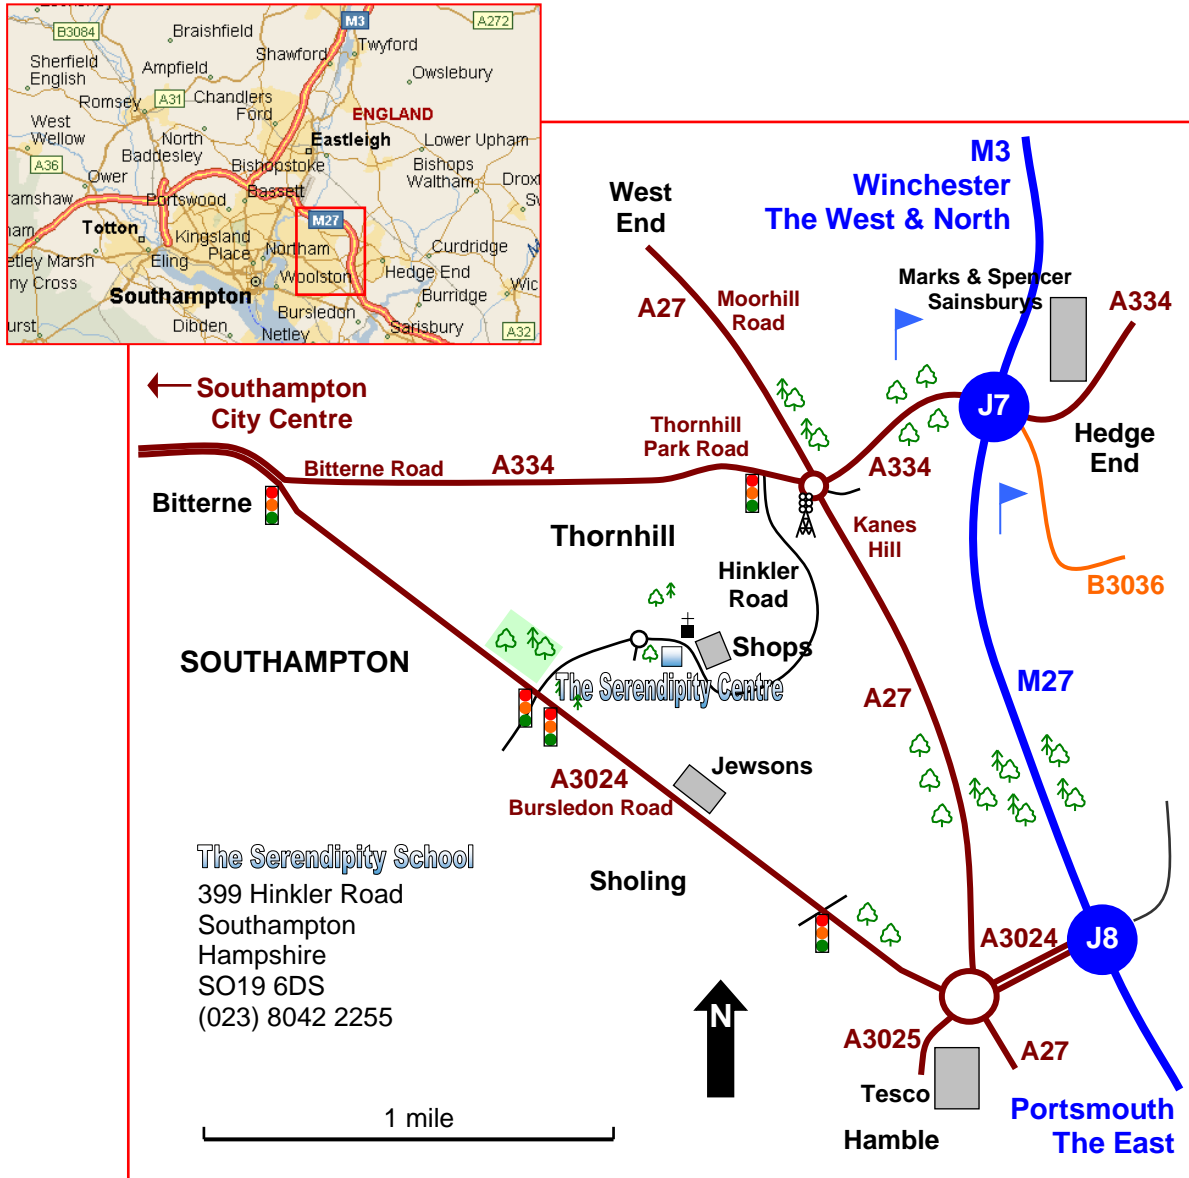 B3084
Braishfield
M3
A272
Twyford
Shawford
Sherfield
English
Ampfield
Owslebury
Romsey
A31
Chandlers
Ford
ENGLAND
West
Wellow
North
Baddesley
Eastleigh
Lower Upham
A36
Ower
Bishopstoke
Bishops
Waltham
Portswood
Bassett
M27
Totton
Kingsland
Place
Northam
Curdridge
Eling
Woolston
Hedge End
Southampton
Burridge
Dibden
Bursledon
Netley
Sarisbury
A32
M3
Winchester
The West & North
West
End
Marks & Spencer
Sainsburys
A27
Moorhill
Road
A334
Southampton
City Centre
J7
Thornhill
Park Road
Hedge
End
Bitterne Road
A334
A334
Bitterne
Kanes
Hill
Thornhill
Hinkler
Road
B3036
Shops
SOUTHAMPTON
The Serendipity Centre
M27
A27
Jewsons
A3024
Bursledon Road
The Serendipity School
399 Hinkler Road
Southampton
Hampshire
SO19 6DS
(023) 8042 2255
Sholing
A3024
J8
N
A3025
A27
Tesco
Hamble
Portsmouth
The East
1 mile